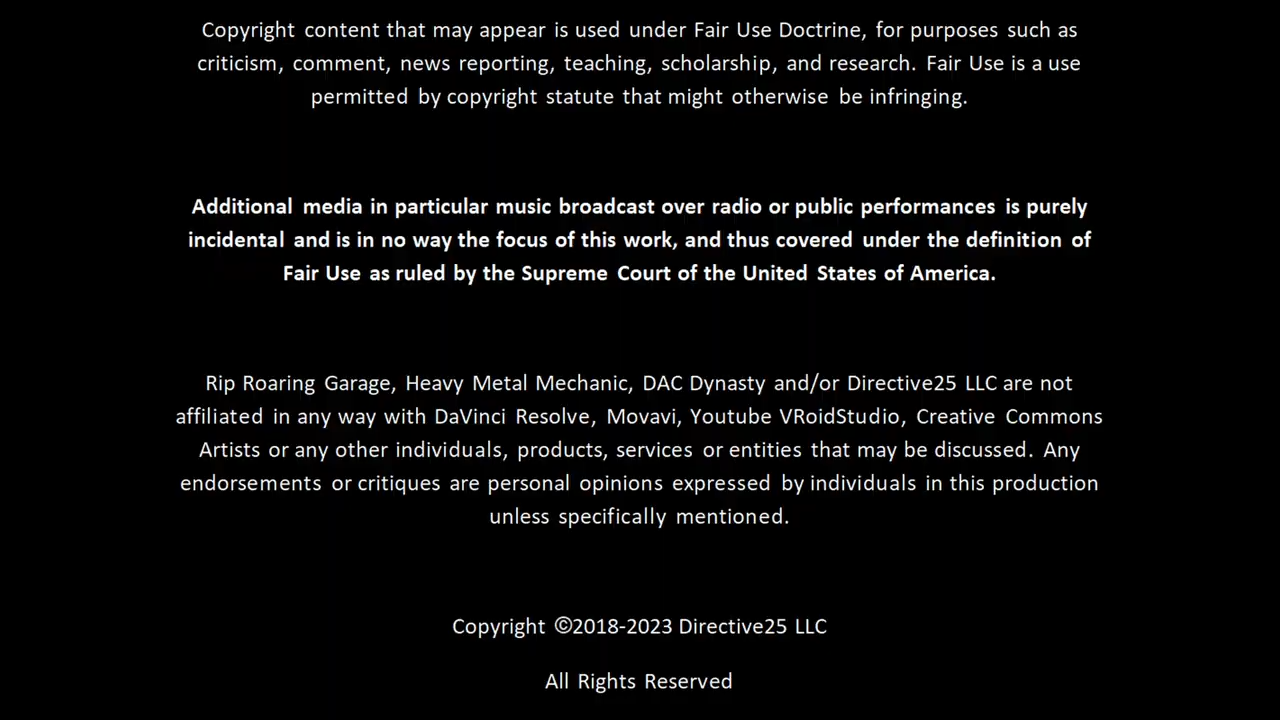 Copyright content that may appear is used under Fair Use Doctrine, for purposes such as
criticism, comment, news reporting, teaching, scholarship, and research. Fair Use is a use
permitted by copyright statute that might otherwise be infringing.
Additional media in particular music broadcast over radio or public performances is purely
incidental and is in no way the focus of this work, and thus covered under the definition of
Fair Use as ruled by the Supreme Court of the United States of America.
Rip Roaring Garage, Heavy Metal Mechanic, DAC Dynasty and/or Directive25 LLC are not
affiliated in any way with DaVinci Resolve, Movavi, Youtube VRoidStudio, Creative Commons
Artists or any other individuals, products, services or entities that may be discussed. Any
endorsements or critiques are personal opinions expressed by individuals in this production
unless specifically mentioned.
Copyright ©2018-2023 Directive25 LLC
All Rights Reserved